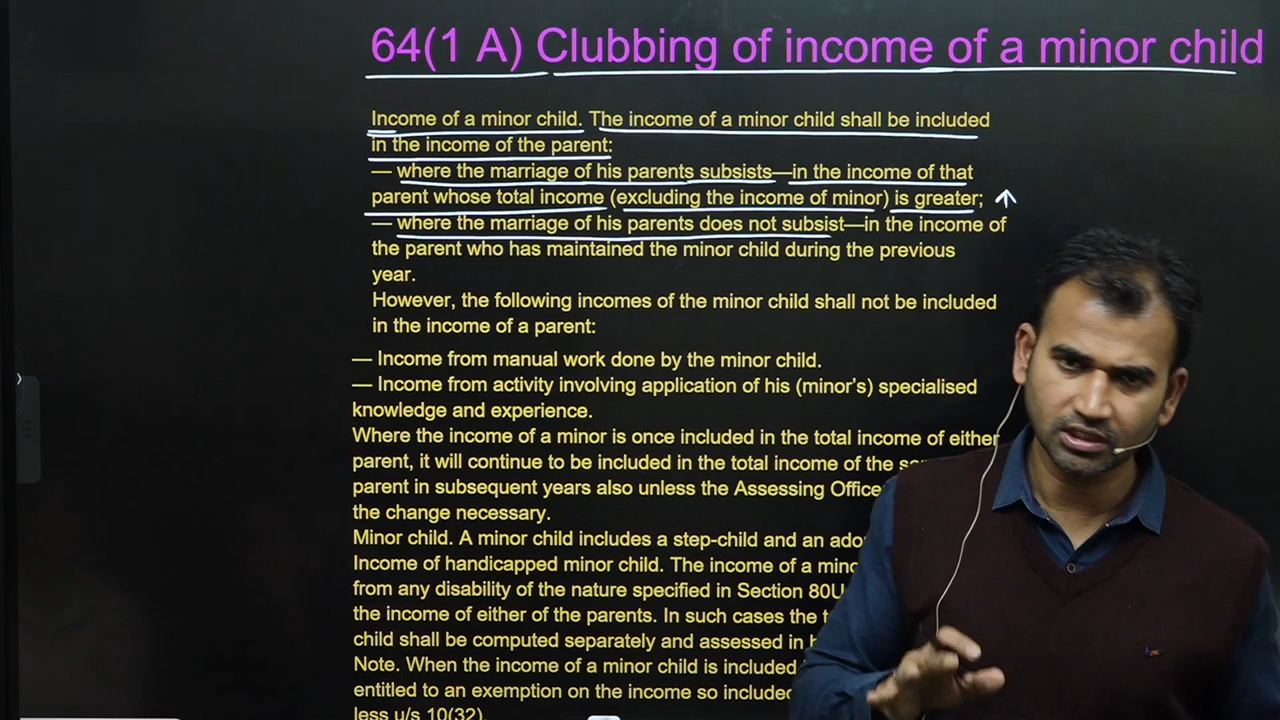 64(1 A) Clubbing of income of a minor child
Income of a minor child. The income of a minor child shall be included
in the income of the parent:
— where the marriage of his parents subsists—in the income of that
parent whose total income (excluding the income of minor) is greater;
— where the marriage of his parents does not subsist—in the income of
the parent who has maintained the minor child during the previous
year.
However, the following incomes of the minor child shall not be included
in the income of a parent:
— Income from manual work done by the minor child.
— Income from activity involving application of his (minor's) specialised
knowledge and experience.
Where the income of a minor is once included in the total income of either
parent, it will continue to be included in the total income of the
parent in subsequent years also unless the Assessing
the change necessary.
Minor child. A minor child includes a step-child and an
Income of handicapped minor child. The income of a
from any disability of the nature specified in Section 80U
the income of either of the parents. In such cases the
child shall be computed separately and assessed in
Note. When the income of a minor child is included
entitled to an exemption on the income so included
less u/s 10(32).